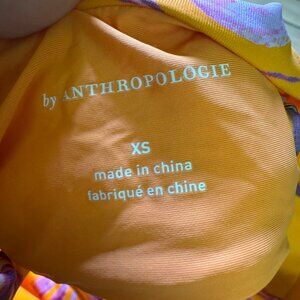 by ANTHROPOLOGIE
XS
made in china
fabriqué en chine